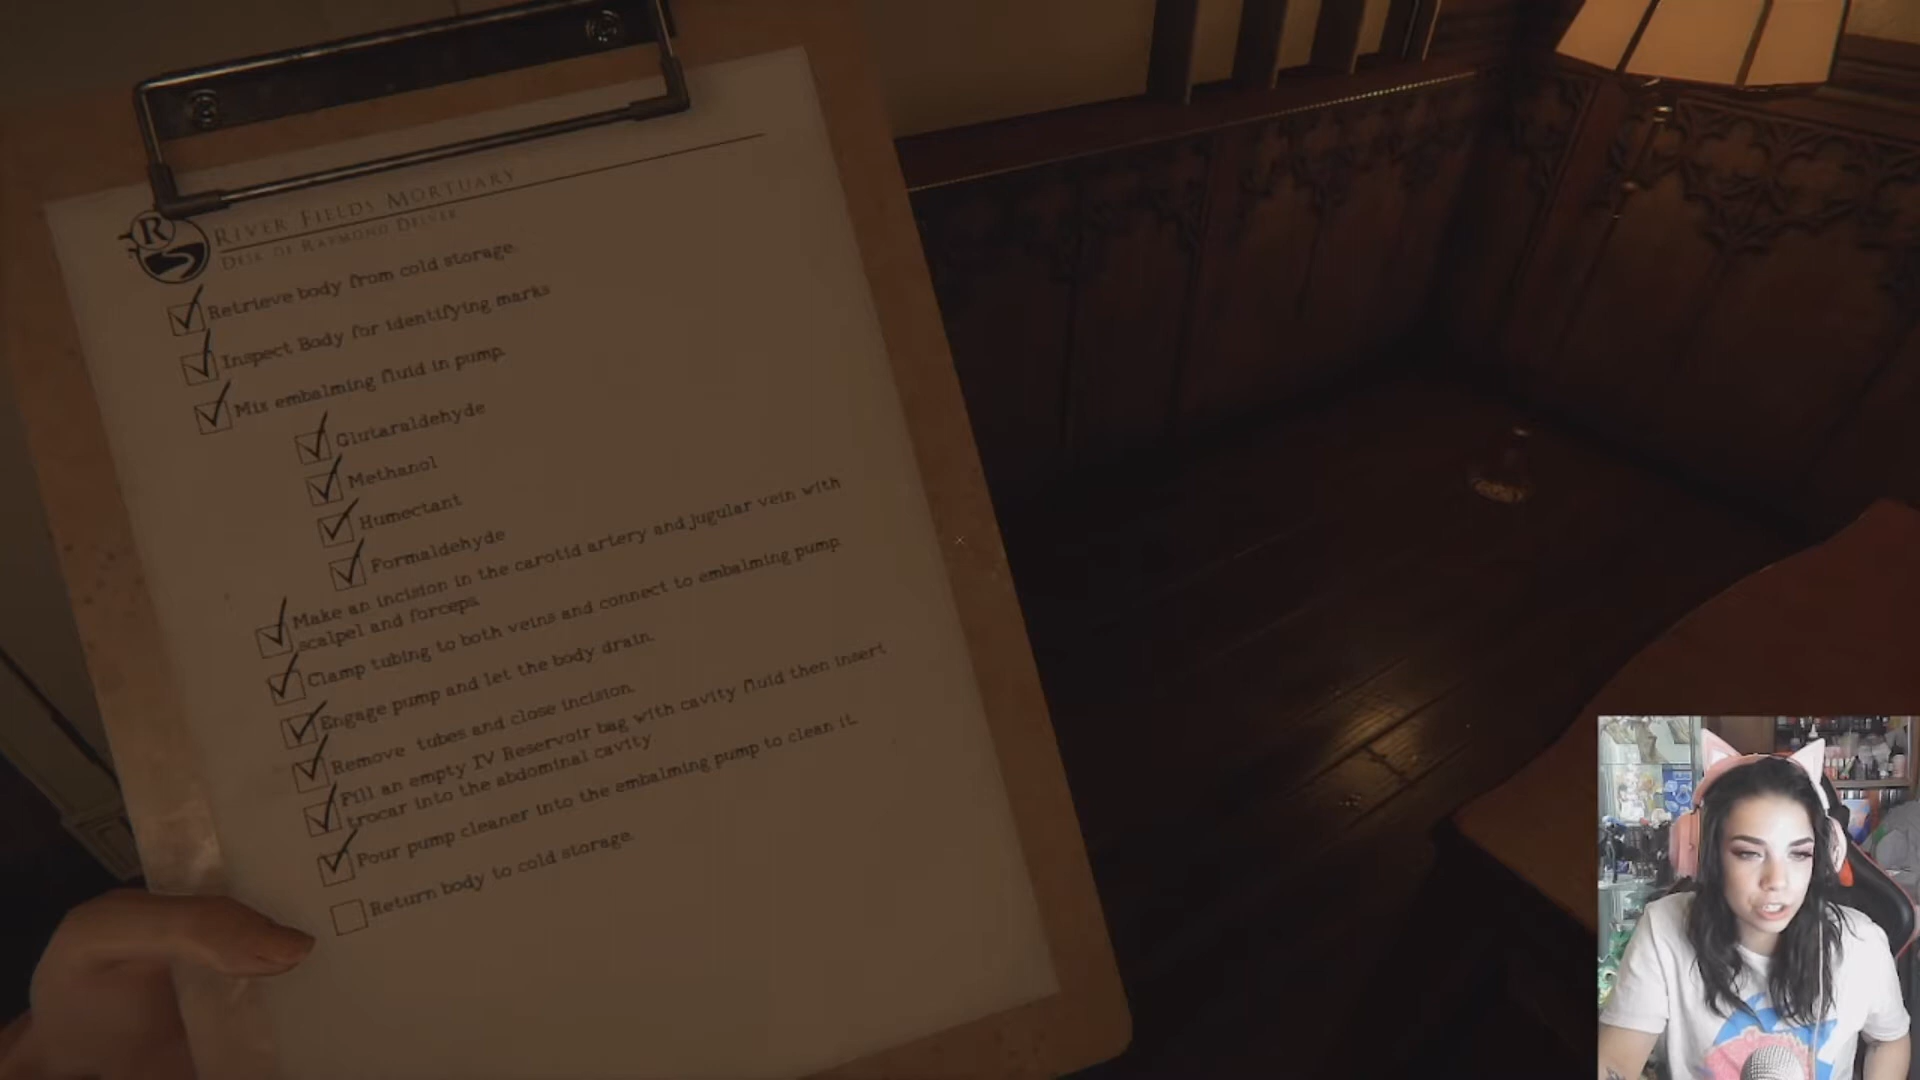 R
RIVER FIELDS MORTUARY
DESK OF RAYMOND DELVER
Retrieve body from cold storage.
Inspect Body for identifying marks
Mix embalming fluid in pump.
Glutaraldehyde
Methanol
Humectant
Formaldehyde
Make an incision in the carotid artery and jugular vein with
scalpel and forceps.
Clamp tubing to both veins and connect to embalming pump.
Engage pump and let the body drain.
Remove tubes and close incision.
Fill an empty IV Reservoir bag with cavity fluid then insert
trocar into the abdominal cavity
Pour pump cleaner into the embalming pump to clean it.
Return body to cold storage.